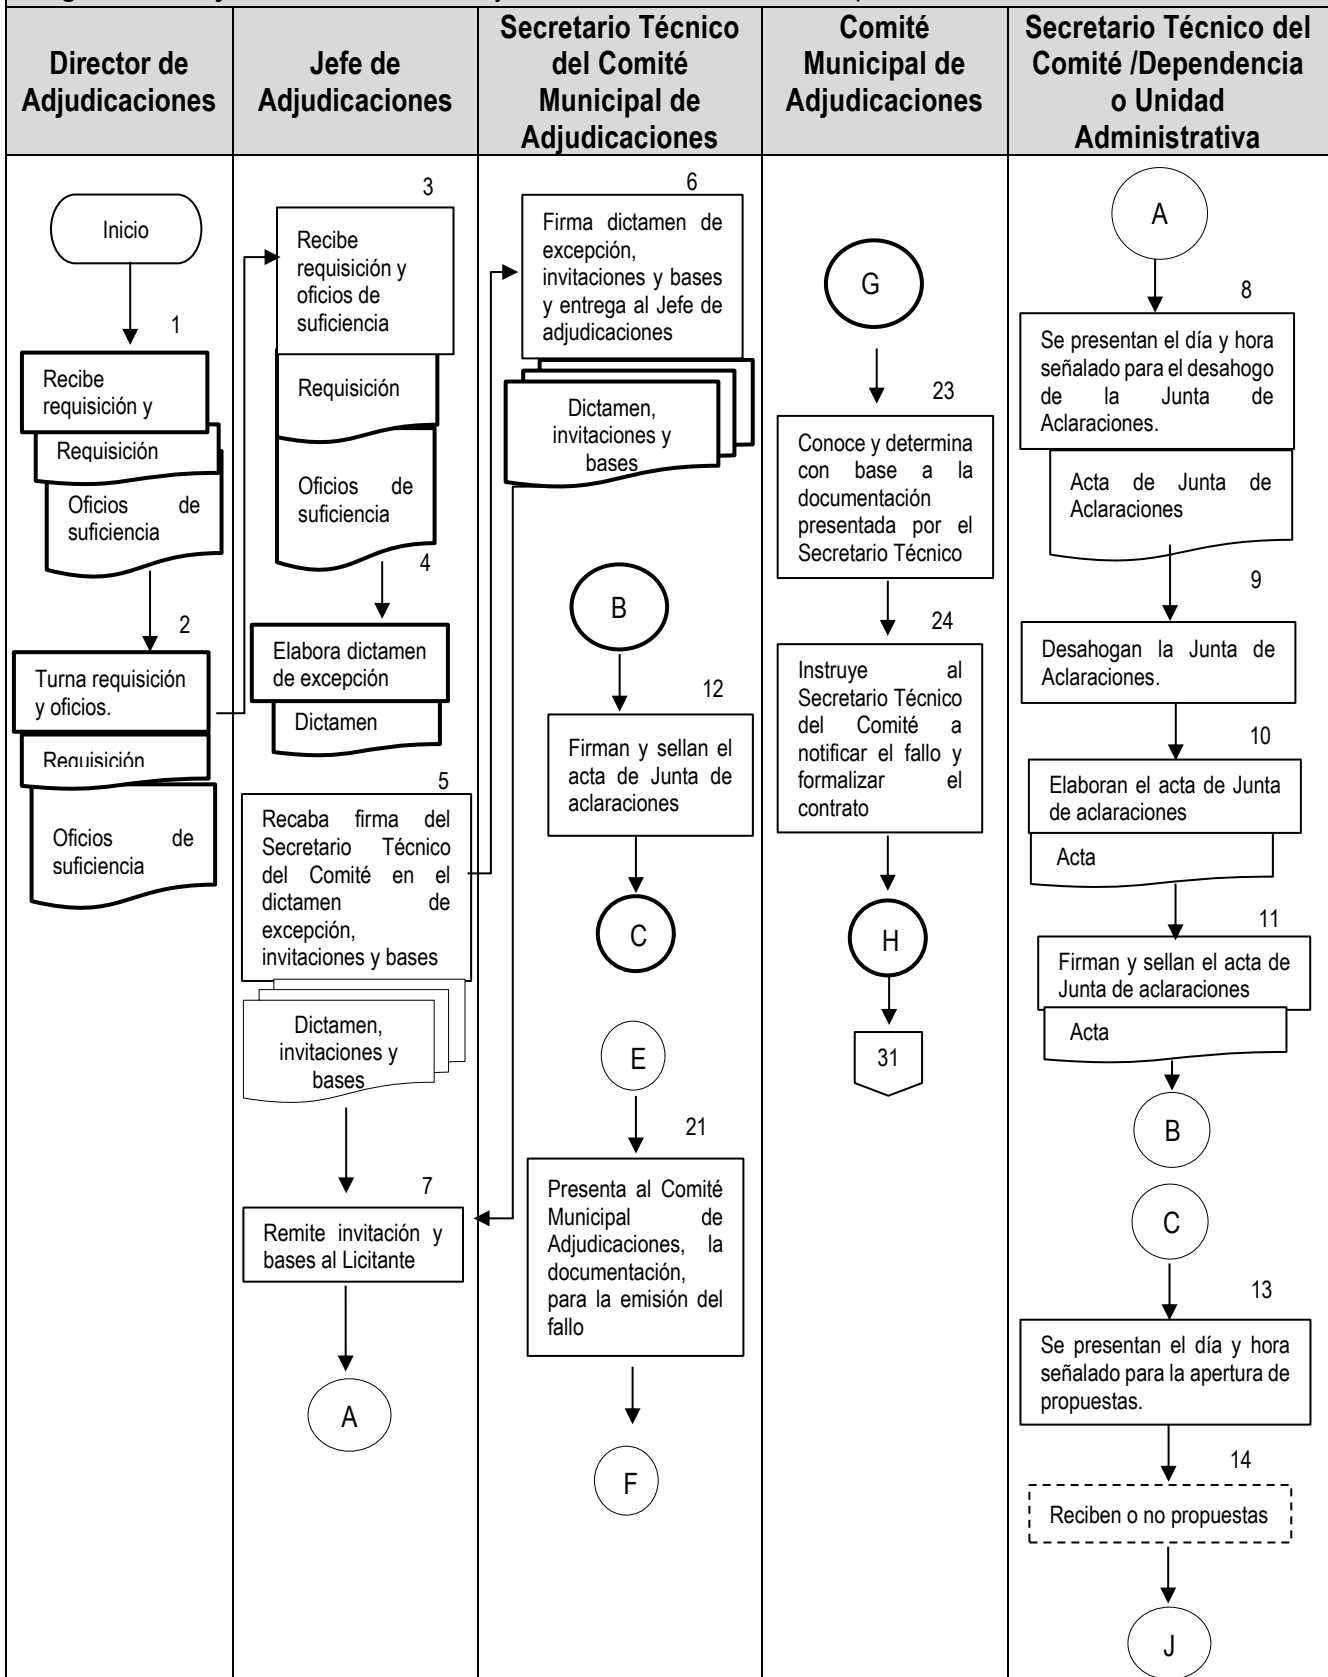 Director de
Adjudicaciones
Jefe de
Adjudicaciones
Secretario Técnico
del Comité
Municipal de
Adjudicaciones
Comité
Municipal de
Adjudicaciones
Secretario Técnico del
Comité /Dependencia
o Unidad
Administrativa
Inicio
1
Recibe
requisición y
Requisición
Oficios de
suficiencia
2
Turna requisición
y oficios.
Requisición
Oficios de
suficiencia
3
Recibe
requisición y
oficios de
suficiencia
Requisición
Oficios de
suficiencia
4
Elabora dictamen
de excepción
Dictamen
5
Recaba firma del
Secretario Técnico
del Comité en el
dictamen de
excepción,
invitaciones y bases
Dictamen,
invitaciones y
bases
7
Remite invitación y
bases al Licitante
A
6
Firma dictamen de
excepción,
invitaciones y bases
y entrega al Jefe de
adjudicaciones
Dictamen,
invitaciones y
bases
B
12
Firman y sellan el
acta de Junta de
aclaraciones
C
E
21
Presenta al Comité
Municipal de
Adjudicaciones, la
documentación,
para la emisión del
fallo
F
G
23
Conoce y determina
con base a la
documentación
presentada por el
Secretario Técnico
24
Instruye al
Secretario Técnico
del Comité a
notificar el fallo y
formalizar el
contrato
H
31
A
8
Se presentan el día y hora
señalado para el desahogo
de la Junta de
Aclaraciones.
Acta de Junta de
Aclaraciones
9
Desahogan la Junta de
Aclaraciones.
10
Elaboran el acta de Junta
de aclaraciones
Acta
11
Firman y sellan el acta de
Junta de aclaraciones
Acta
B
C
13
Se presentan el día y hora
señalado para la apertura de
propuestas.
14
Reciben o no propuestas
J